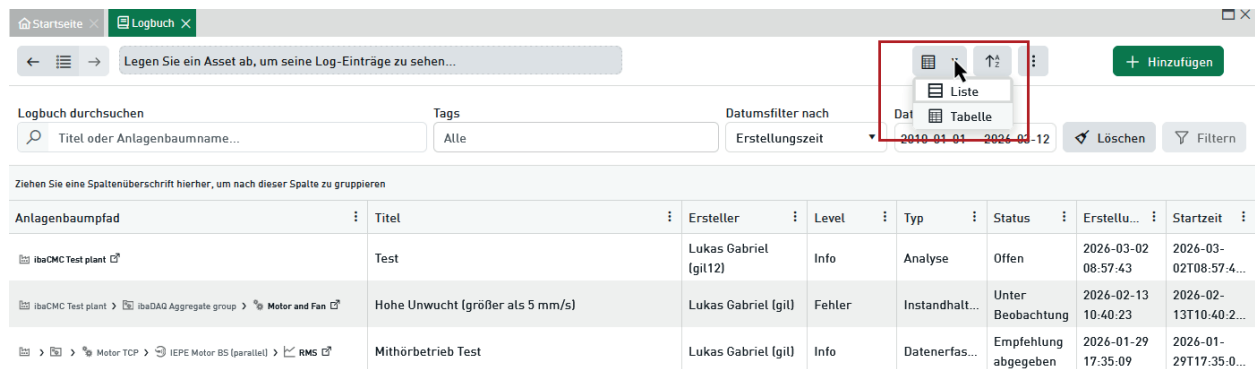 Startseite
Logbuch
Legen Sie ein Asset ab, um seine Log-Einträge zu sehen...
Hinzufügen
Liste
Tabelle
Logbuch durchsuchen
Titel oder Anlagenbaumname...
Tags
Alle
Datumsfilter nach
Erstellungszeit
Dat
2026-03-12
Löschen
Filtern
Ziehen Sie eine Spaltenüberschrift hierher, um nach dieser Spalte zu gruppieren
Anlagenbaumpfad Titel Ersteller Level Typ Status Erstellu... Startzeit
ibaCMC Test plant
Test
Lukas Gabriel
(gil12)
Info
Analyse
Offen
2026-03-02
08:57:43
2026-03-
02T08:57:4...
ibaCMC Test plant > ibaDAQ Aggregate group > Motor and Fan
Hohe Unwucht (größer als 5 mm/s)
Lukas Gabriel (gil)
Fehler
Instandhalt...
Unter
Beobachtung
2026-02-13
10:40:23
2026-02-
13T10:40:2...
> > Motor TCP > IEPE Motor BS (parallel) > RMS
Mithörbetrieb Test
Lukas Gabriel (gil)
Info
Datenerfas...
Empfehlung
abgegeben
2026-01-29
17:35:09
2026-01-
29T17:35:0...